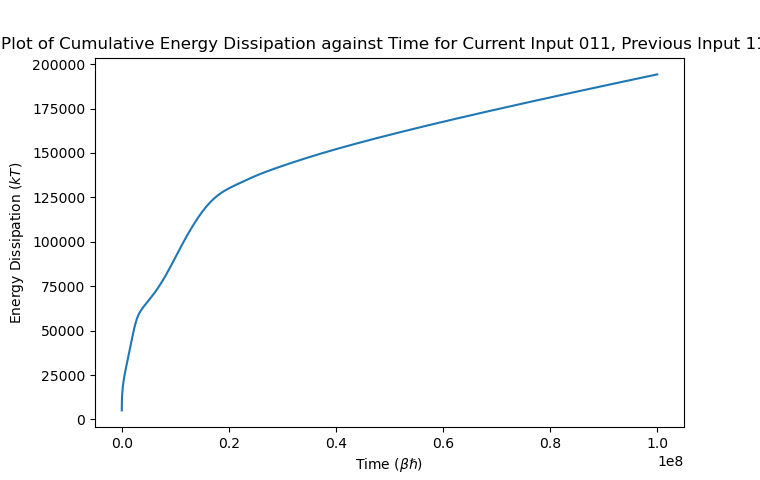 Plot of Cumulative Energy Dissipation against Time for Current Input 011, Previous Input 11
200000
175000
150000
125000
100000
75000
50000
25000
0
Energy Dissipation (kT)
0.0 0.2 0.4 0.6 0.8 1.0
1e8
Time (βℏ)